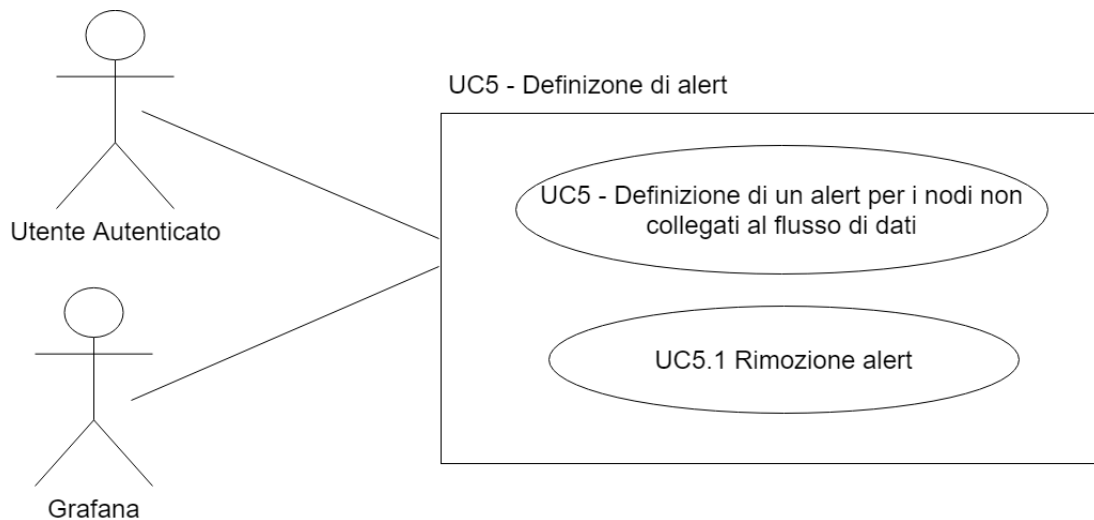 UC5 - Definizone di alert
UC5 - Definizione di un alert per i nodi non
collegati al flusso di dati
Utente Autenticato
UC5.1 Rimozione alert
Grafana